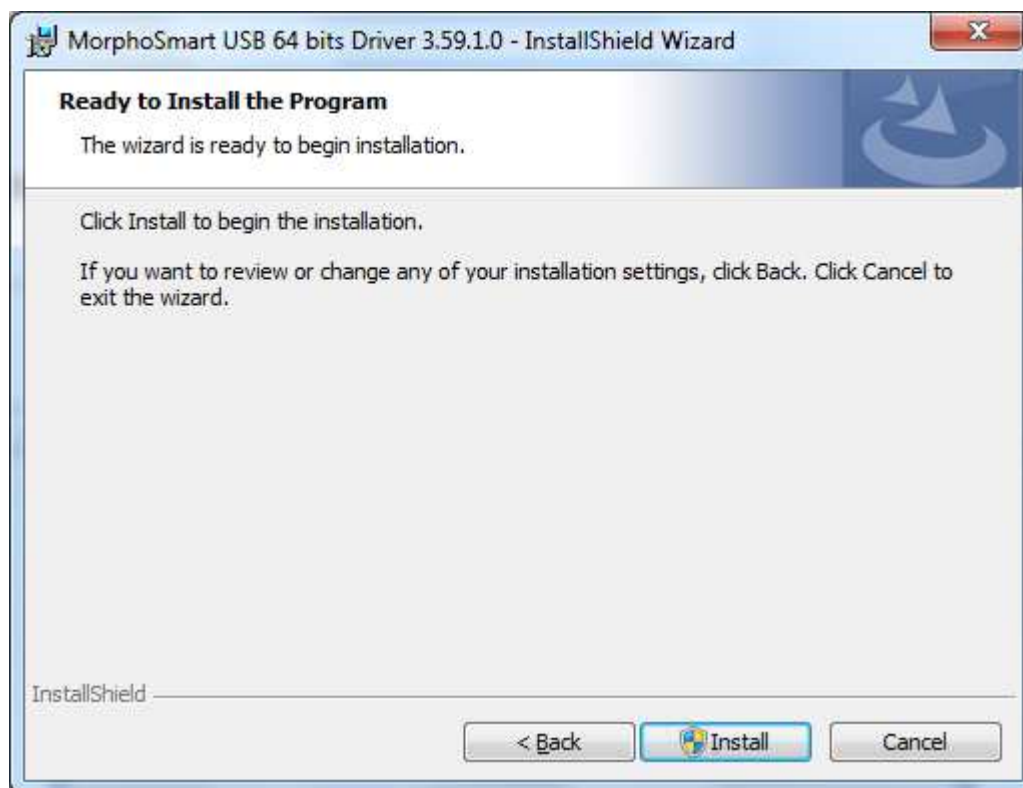 MorphoSmart USB 64 bits Driver 3.59.1.0 - InstallShield Wizard
Ready to Install the Program
The wizard is ready to begin installation.
Click Install to begin the installation.
If you want to review or change any of your installation settings, click Back. Click Cancel to
exit the wizard.
InstallShield
< Back Install Cancel